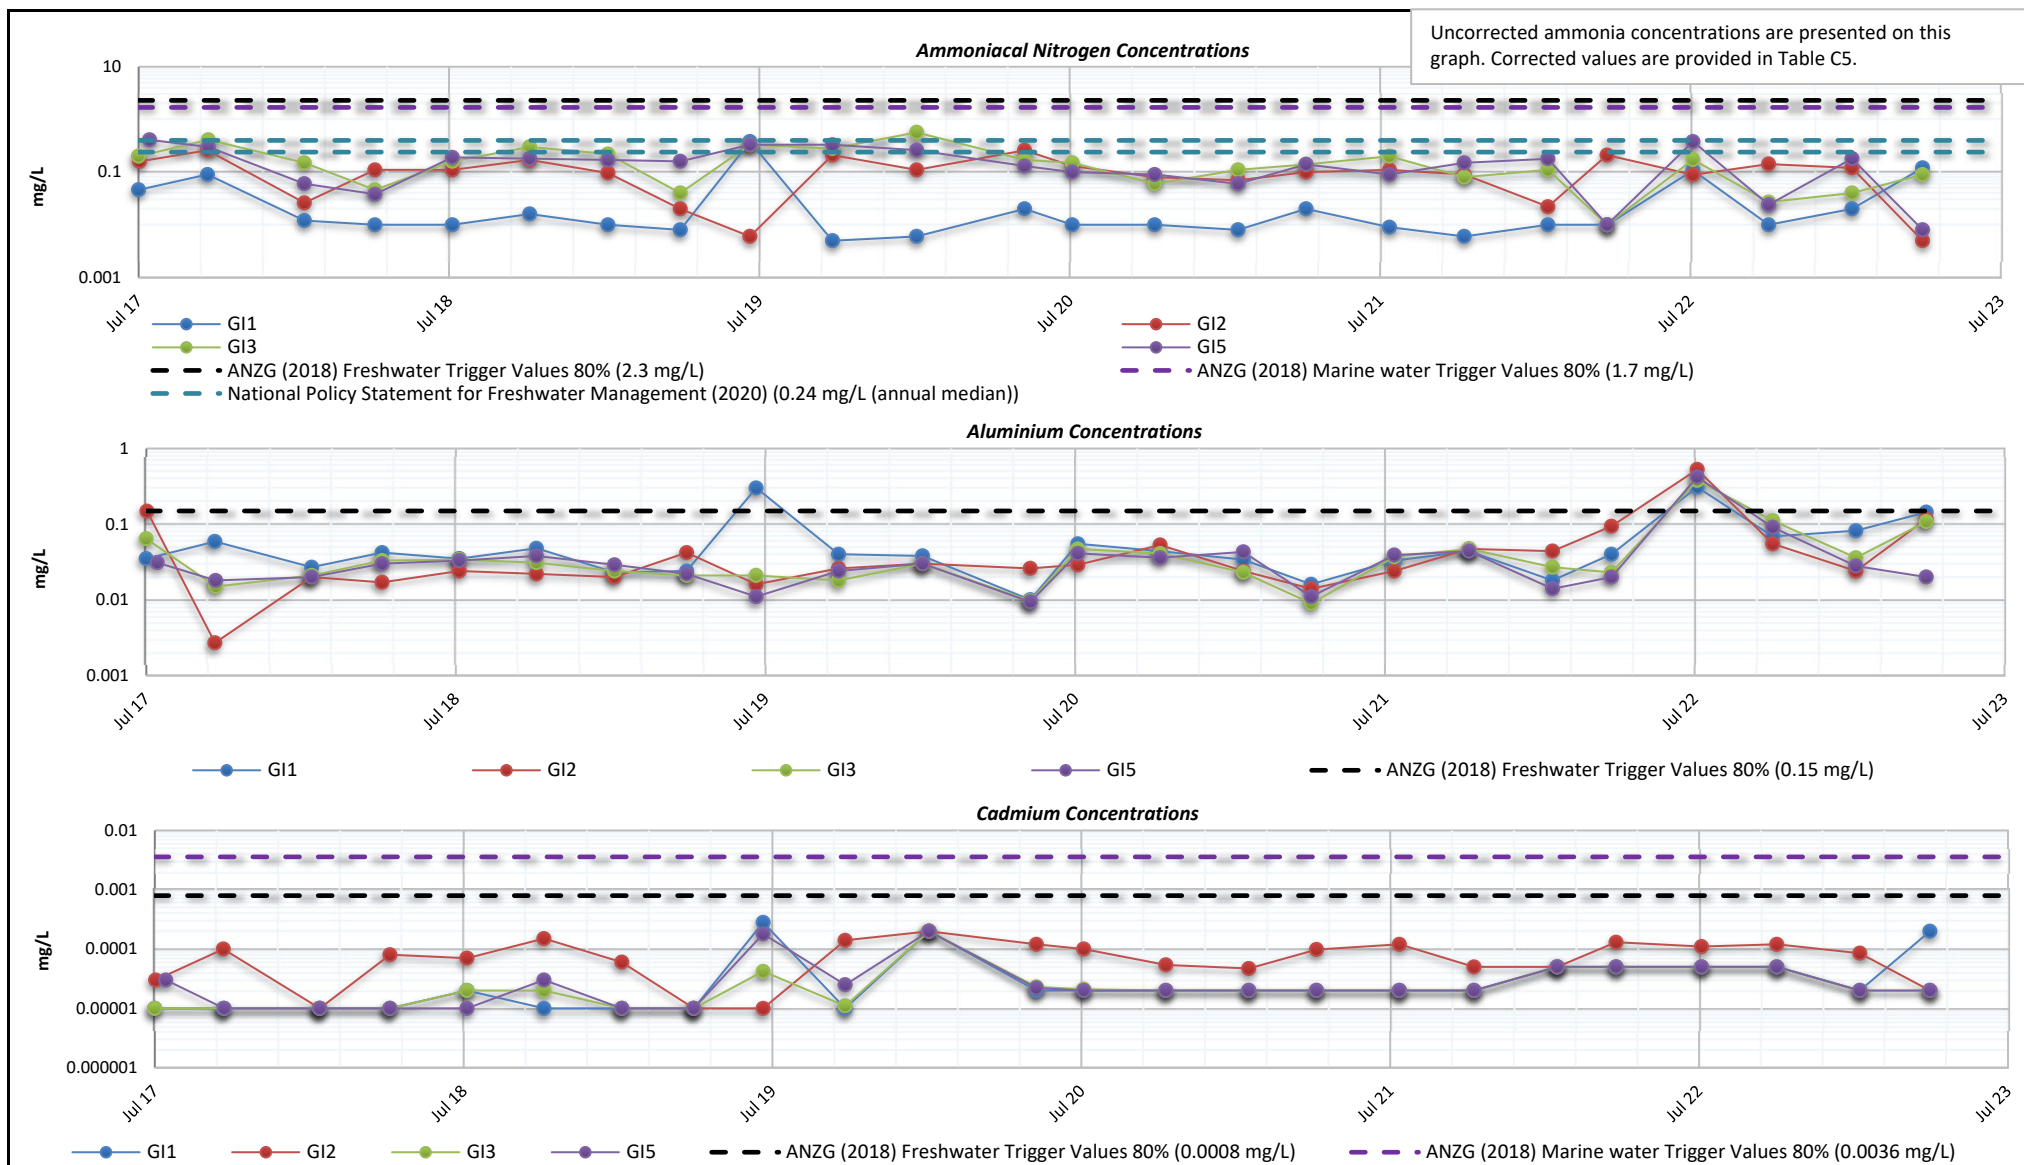 Uncorrected ammonia concentrations are presented on this
graph. Corrected values are provided in Table C5.
Ammoniacal Nitrogen Concentrations
10
0.1
0.001
mg/L
Jul 17
Jul 18
Jul 19
Jul 20
Jul 21
Jul 22
Jul 23
GI1
GI2
GI3
GI5
ANZG (2018) Freshwater Trigger Values 80% (2.3 mg/L)
ANZG (2018) Marine water Trigger Values 80% (1.7 mg/L)
National Policy Statement for Freshwater Management (2020) (0.24 mg/L (annual median))
Aluminium Concentrations
1
0.1
0.01
0.001
mg/L
Jul 17
Jul 18
Jul 19
Jul 20
Jul 21
Jul 22
Jul 23
GI1
GI2
GI3
GI5
ANZG (2018) Freshwater Trigger Values 80% (0.15 mg/L)
Cadmium Concentrations
0.01
0.001
0.0001
0.00001
0.000001
mg/L
Jul 17
Jul 18
Jul 19
Jul 20
Jul 21
Jul 22
Jul 23
GI1
GI2
GI3
GI5
ANZG (2018) Freshwater Trigger Values 80% (0.0008 mg/L)
ANZG (2018) Marine water Trigger Values 80% (0.0036 mg/L)